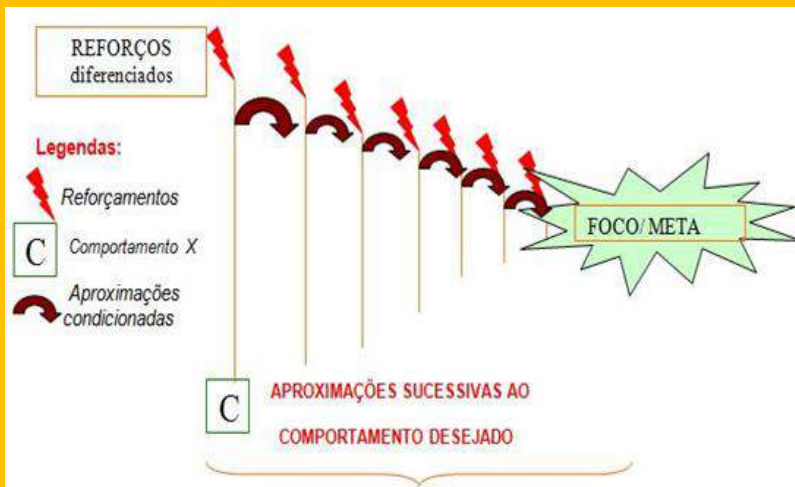 REFORÇOS
diferenciados
Legendas:
Reforçamentos
C
Comportamento X
Aproximações
condicionadas
FOCO/ META
C
APROXIMAÇÕES SUCESSIVAS AO
COMPORTAMENTO DESEJADO